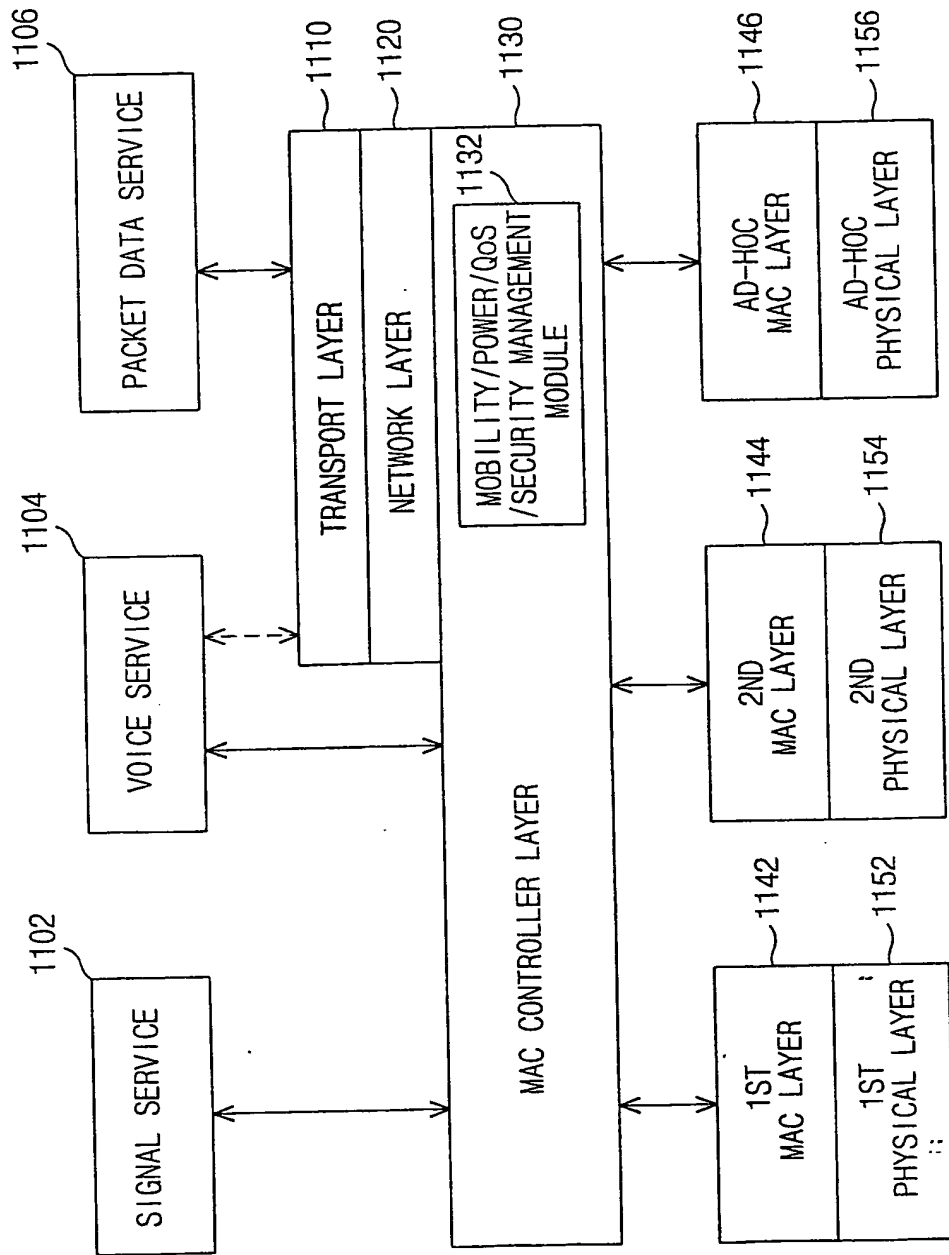 1102
SIGNAL SERVICE
1104
VOICE SERVICE
1106
PACKET DATA SERVICE
TRANSPORT LAYER
1110
NETWORK LAYER
1120
MAC CONTROLLER LAYER
1130
1132
MOBILITY/POWER/QoS
/SECURITY MANAGEMENT
MODULE
1ST
MAC LAYER
1142
1ST
PHYSICAL LAYER
1152
2ND
MAC LAYER
1144
2ND
PHYSICAL LAYER
1154
AD-HOC
MAC LAYER
1146
AD-HOC
PHYSICAL LAYER
1156